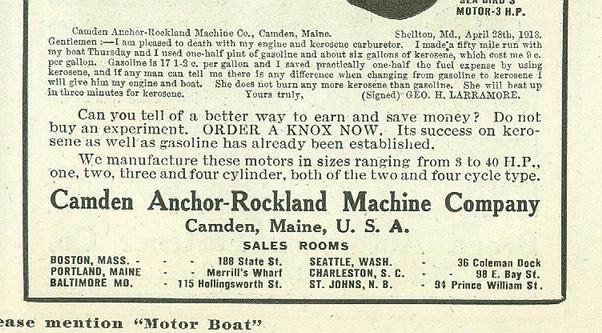 SEA BIRD'S
MOTOR-3 H.P.
Camden Anchor-Rockland Machine Co., Camden, Maine. Shellton, Md., April 28th, 1913.
Gentlemen:—I am pleased to death with my engine and kerosene carburetor. I made a fifty mile run with
my boat Thursday and I used one-half pint of gasoline and about six gallons of kerosene, which cost me 9 c.
per gallon. Gasoline is 17 1-2 c. per gallon and I saved practically one-half the fuel expense by using
kerosene, and if any man can tell me there is any difference when changing from gasoline to kerosene I
will give him my engine and boat. She does not burn any more kerosene than gasoline. She will heat up
in three minutes for kerosene. Yours truly, (Signed) GEO. H. LARRAMORE.
Can you tell of a better way to earn and save money? Do not
buy an experiment. ORDER A KNOX NOW. Its success on kero-
sene as well as gasoline has already been established.
We manufacture these motors in sizes ranging from 3 to 40 H.P.,
one, two, three and four cylinder, both of the two and four cycle type.
Camden Anchor-Rockland Machine Company
Camden, Maine, U. S. A.
SALES ROOMS
BOSTON, MASS. - - - 188 State St. SEATTLE, WASH. - 36 Coleman Dock
PORTLAND, MAINE - - Merrill's Wharf CHARLESTON, S. C. - - 98 E. Bay St.
BALTIMORE MD. - 115 Hollingsworth St. ST. JOHNS, N. B. - 94 Prince William St.
ease mention "Motor Boat"